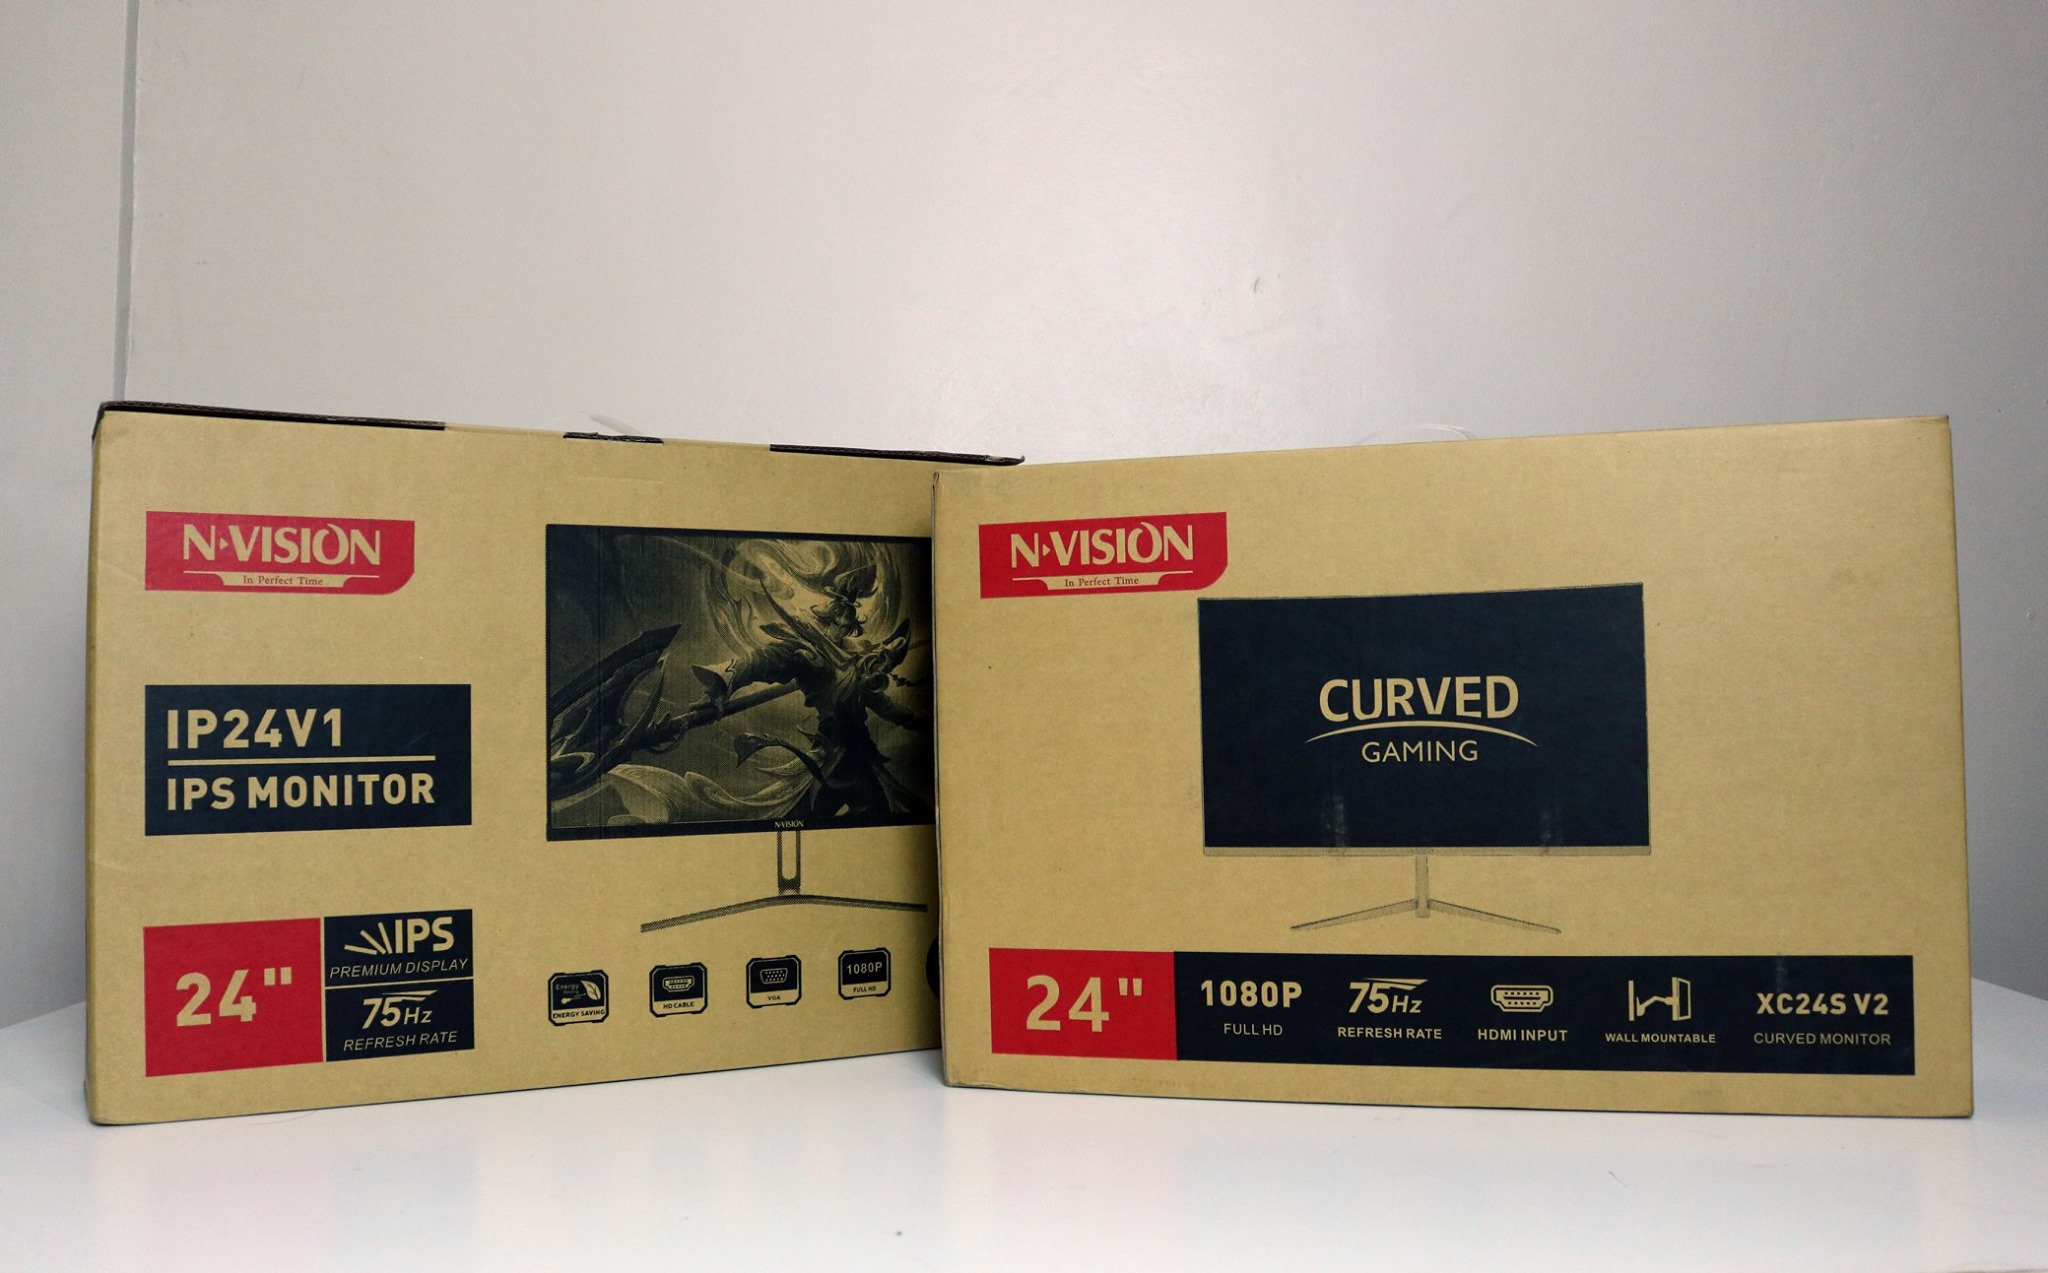 N-VISION
In Perfect Time
IP24V1
IPS MONITOR
24"
IPS
PREMIUM DISPLAY
75Hz
REFRESH RATE
N-VISION
Energy
Saving
ENERGY SAVING
HD CABLE
VGA
1080P
FULL HD
N-VISION
In Perfect Time
CURVED
GAMING
24"
1080P
FULL HD
75Hz
REFRESH RATE
HDMI INPUT
WALL MOUNTABLE
XC24S V2
CURVED MONITOR